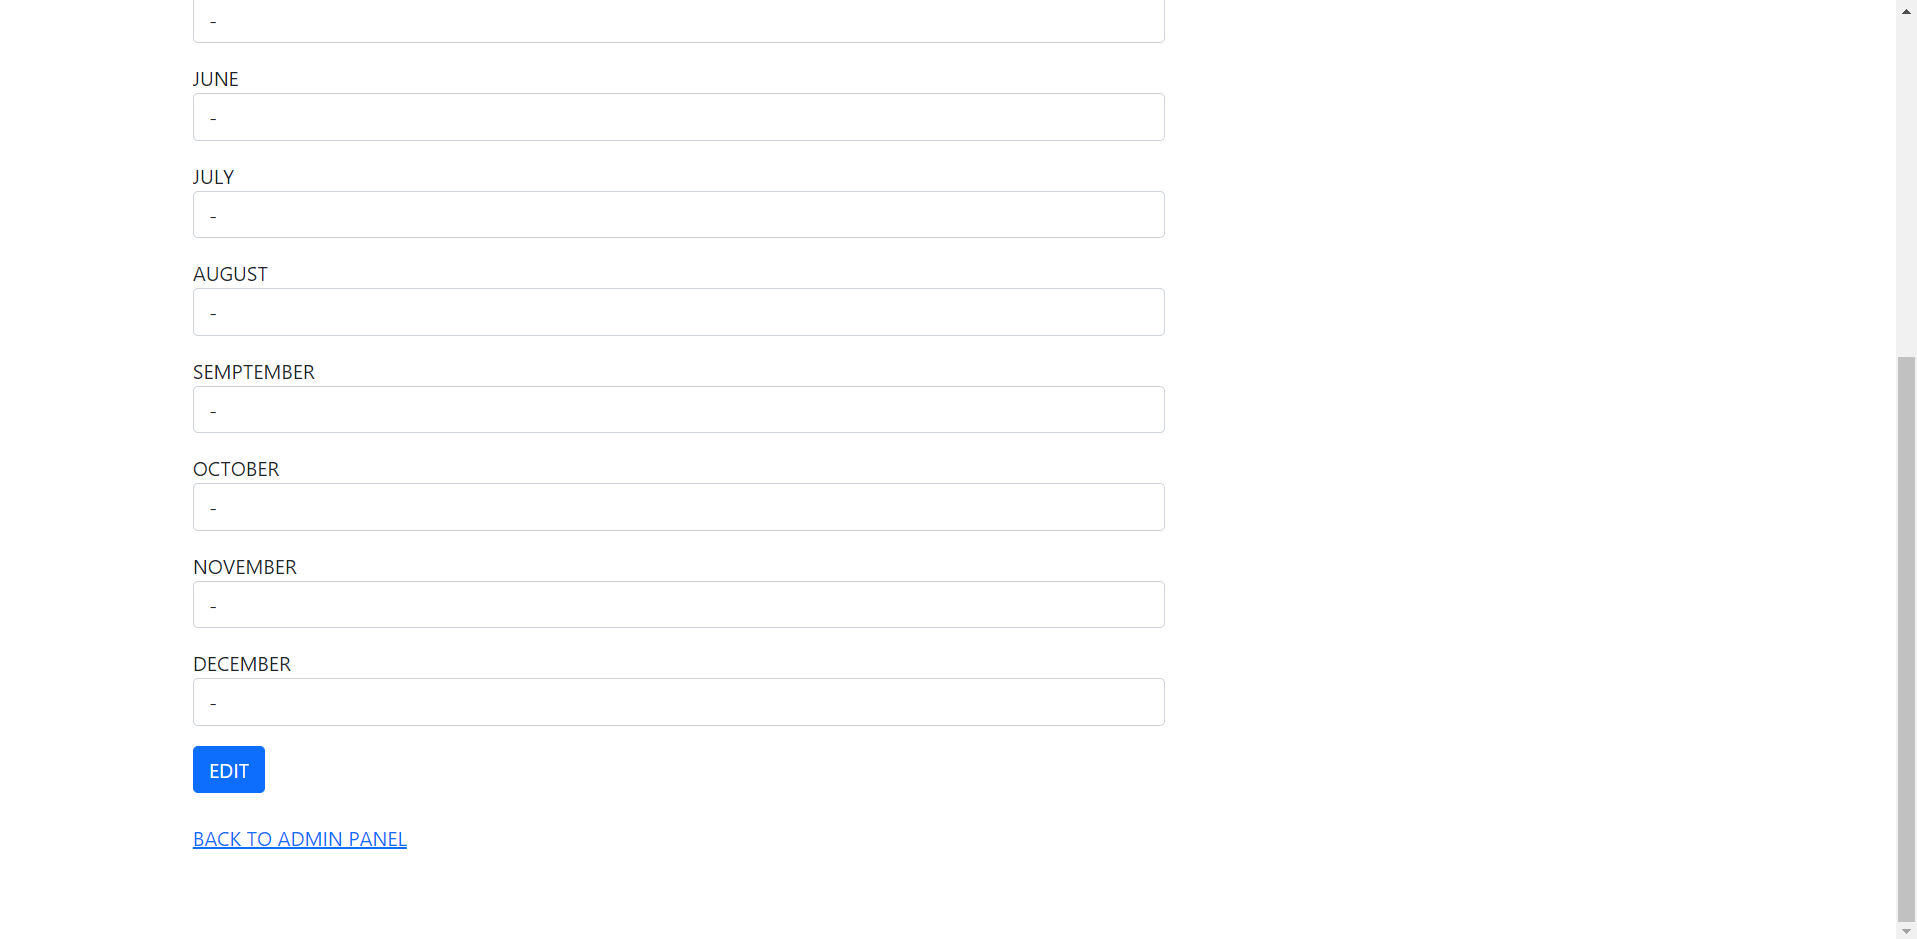 -
JUNE
-
JULY
-
AUGUST
-
SEMPTEMBER
-
OCTOBER
-
NOVEMBER
-
DECEMBER
-
EDIT
BACK TO ADMIN PANEL